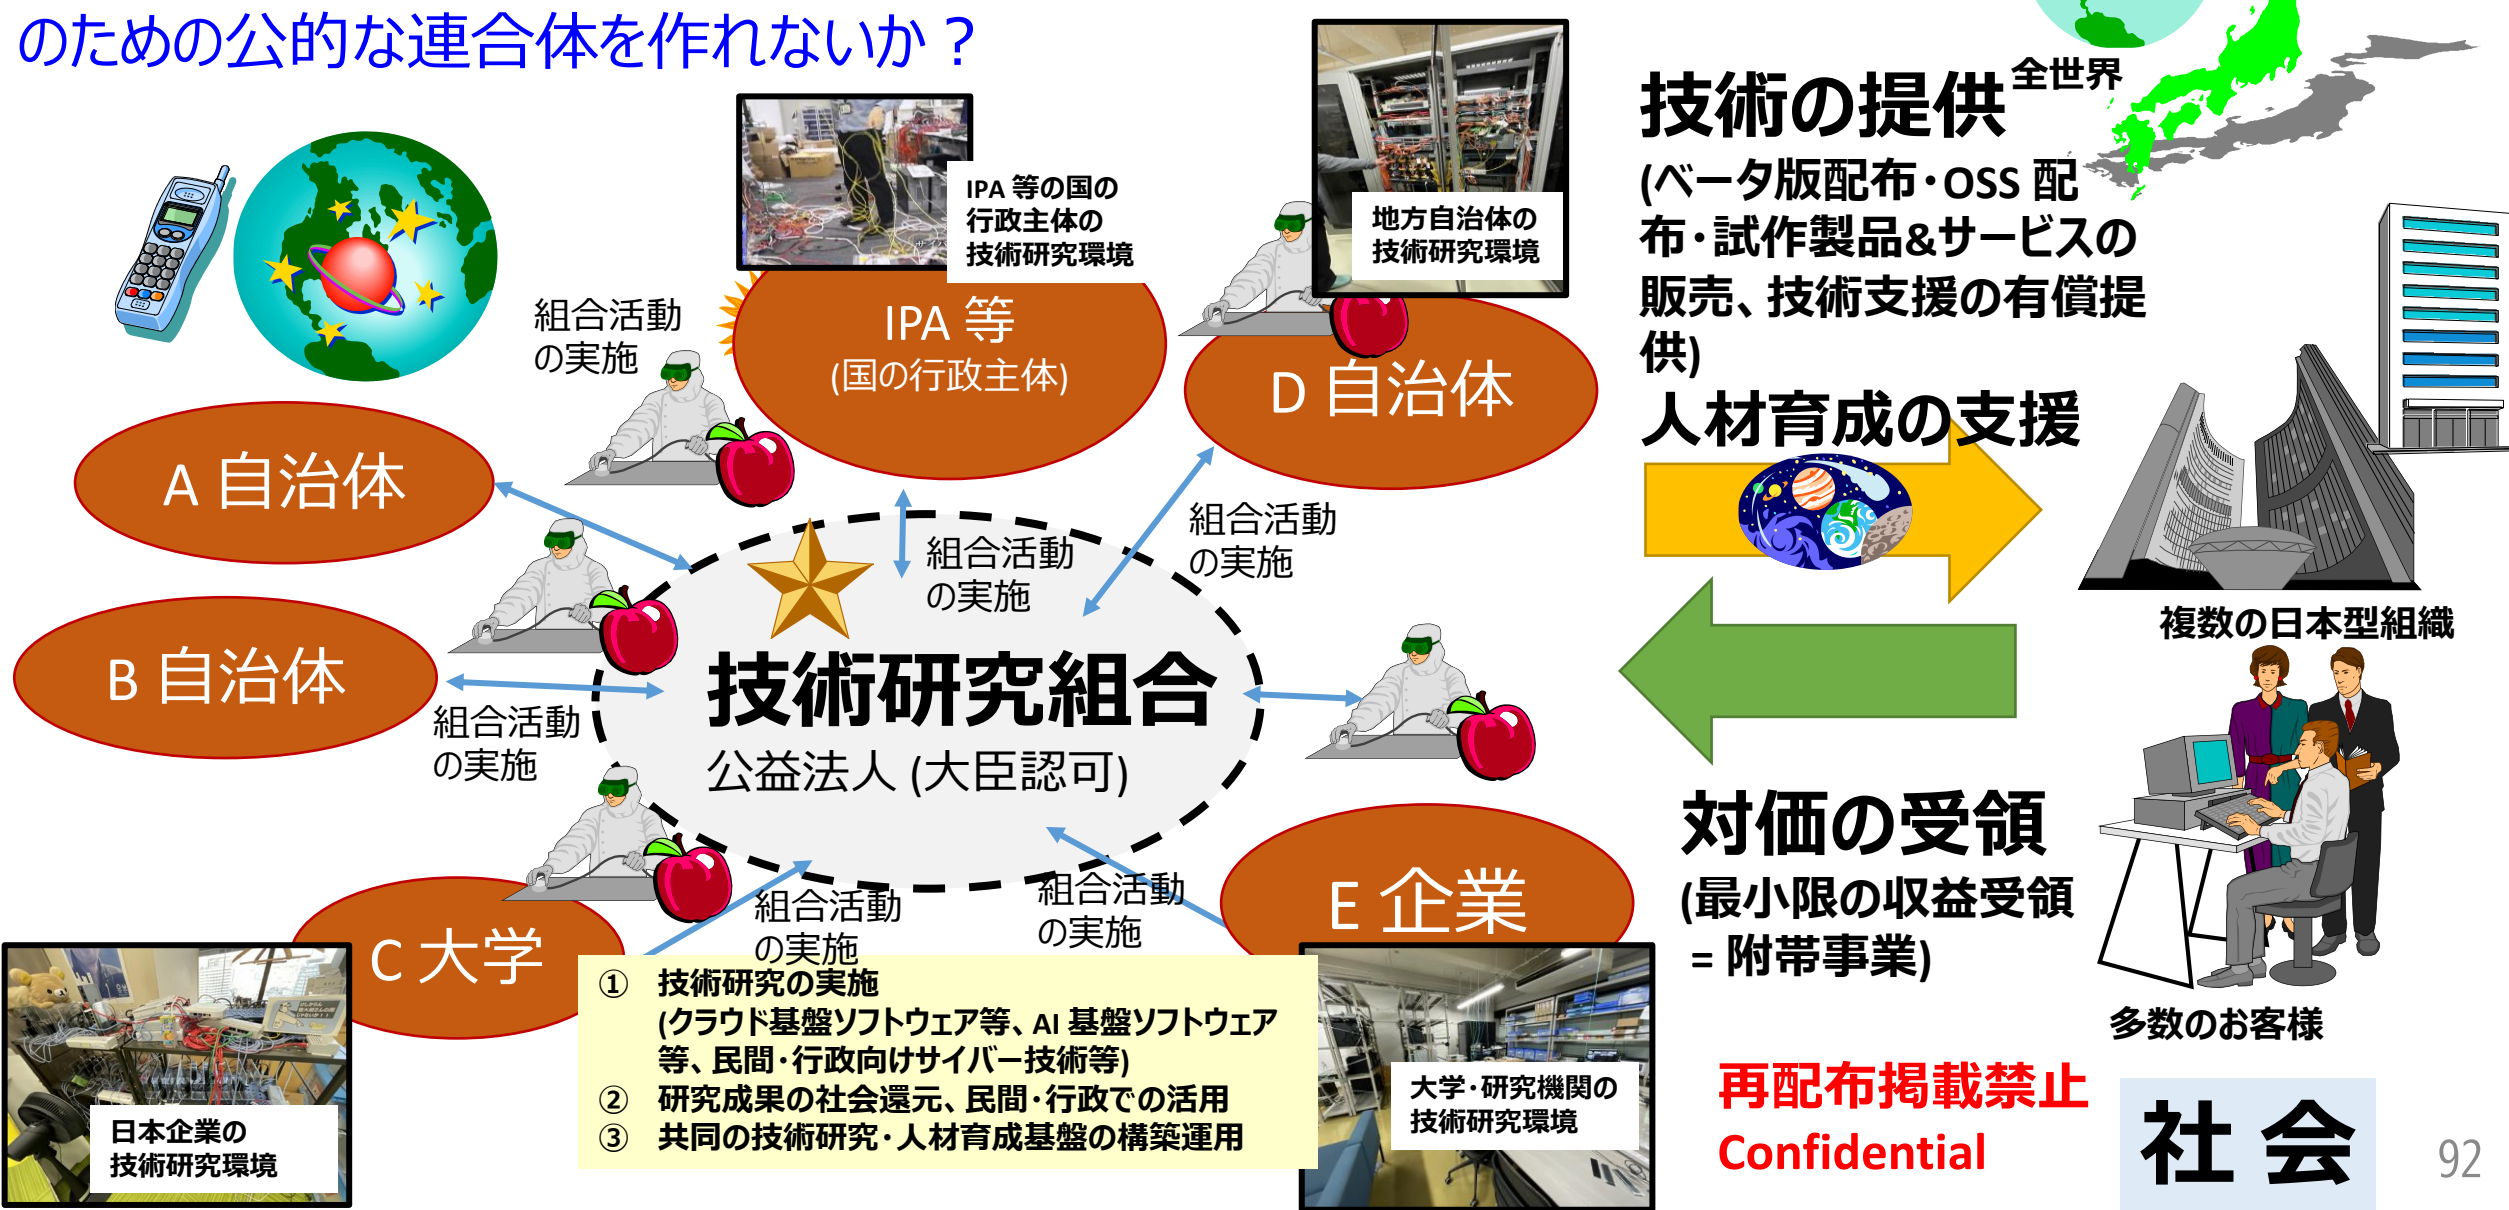 のための公的な連合体を作れないか？
IPA 等の国の
行政主体の
技術研究環境
地方自治体の
技術研究環境
技術の提供
全世界
(ベータ版配布・OSS 配
布・試作製品&サービスの
販売、技術支援の有償提
供)
人材育成の支援
組合活動
の実施
IPA 等
(国の行政主体)
D 自治体
A 自治体
組合活動
の実施
組合活動
の実施
B 自治体
組合活動
の実施
技術研究組合
公益法人 (大臣認可)
複数の日本型組織
対価の受領
(最小限の収益受領
= 附帯事業)
多数のお客様
C 大学
組合活動
の実施
組合活動
の実施
E 企業
① 技術研究の実施
(クラウド基盤ソフトウェア等、AI 基盤ソフトウェア
等、民間・行政向けサイバー技術等)
② 研究成果の社会還元、民間・行政での活用
③ 共同の技術研究・人材育成基盤の構築運用
日本企業の
技術研究環境
大学・研究機関の
技術研究環境
再配布掲載禁止
Confidential
社 会
92